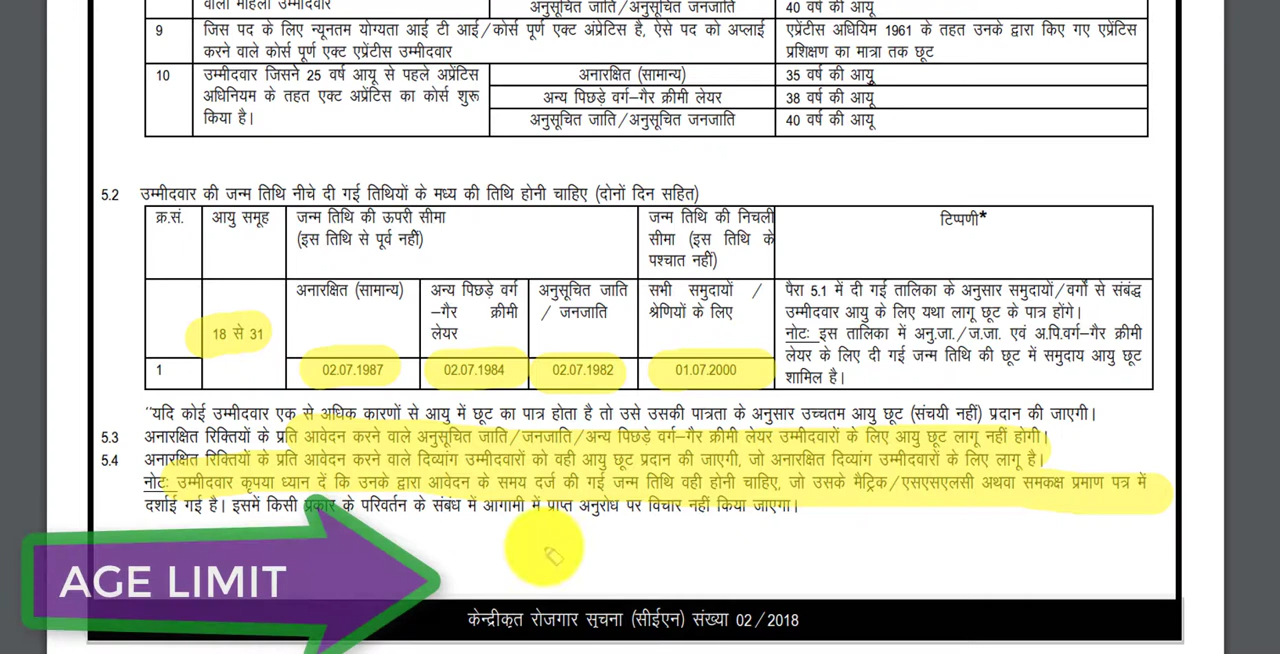 वाली महिला उम्मीदवार
अनुसूचित जाति/अनुसूचित जनजाति
40 वर्ष की आयू
9 जिस पद के लिए न्यूनतम योग्यता आई टी आई/कोर्स पूर्ण एक्ट अंप्रेटिस है, ऐसे पद को अप्लाई
करने वाले कोर्स पूर्ण एक्ट एप्रेंटीस उम्मीदवार
एप्रेंटिस अधियिम 1961 के तहत उनके द्वारा किए गए एप्रेंटिस
प्रशिक्षण का मात्रा तक छूट
10 उम्मीदवार जिसने 25 वर्ष आयू से पहले अप्रेटिस
अधिनियम के तहत एक्ट अप्रेटिस का कोर्स शुरू
किया है।
अनारक्षित (सामान्य) 35 वर्ष की आयू
अन्य पिछड़े वर्ग–गैर क्रीमी लेयर 38 वर्ष की आयू
अनुसूचित जाति/अनुसूचित जनजाति 40 वर्ष की आयू
5.2 उम्मीदवार की जन्म तिथि नीचे दी गई तिथियों के मध्य की तिथि होनी चाहिए (दोनों दिन सहित)
क्र.सं. आयु समूह
जन्म तिथि की ऊपरी सीमा
(इस तिथि से पूर्व नहीं)
जन्म तिथि की निचली
सीमा (इस तिथि के
पश्चात नहीं)
टिप्पणी*
अनारक्षित (सामान्य)
अन्य पिछड़े वर्ग
–गैर क्रीमी
लेयर
अनुसूचित जाति
/ जनजाति
सभी समुदायों /
श्रेणियों के लिए
पैरा 5.1 में दी गई तालिका के अनुसार समुदायों/वर्गों से संबंद्ध
उम्मीदवार आयु के लिए यथा लागू छूट के पात्र होंगे।
नोटः इस तालिका में अनु.जा./ज.जा. एवं अ.पि.वर्ग–गैर क्रीमी
लेयर के लिए दी गई जन्म तिथि की छूट में समुदाय आयु छूट
शामिल है।
18 से 31
1 02.07.1987 02.07.1984 02.07.1982 01.07.2000
"यदि कोई उम्मीदवार एक से अधिक कारणों से आयु में छूट का पात्र होता है तो उसे उसकी पात्रता के अनुसार उच्चतम आयु छूट (संचयी नहीं) प्रदान की जाएगी।
5.3 अनारक्षित रिक्तियों के प्रति आवेदन करने वाले अनुसूचित जाति/जनजाति/अन्य पिछड़े वर्ग–गैर क्रीमी लेयर उम्मीदवारों के लिए आयु छूट लागू नहीं होगी।
5.4 अनारक्षित रिक्तियों के प्रति आवेदन करने वाले दिव्यांग उम्मीदवारों को वही आयु छूट प्रदान की जाएगी, जो अनारक्षित दिव्यांग उम्मीदवारों के लिए लागू है।
नोटः उम्मीदवार कृपया ध्यान दें कि उनके द्वारा आवेदन के समय दर्ज की गई जन्म तिथि वही होनी चाहिए, जो उसके मैट्रिक/एसएसएलसी अथवा समकक्ष प्रमाण पत्र में
दर्शाई गई है। इसमें किसी प्रकार के परिवर्तन के संबंध में आगामी में प्राप्त अनुरोध पर विचार नहीं किया जाएगा।
AGE LIMIT
केन्द्रीकृत रोजगार सूचना (सीईएन) संख्या 02/2018